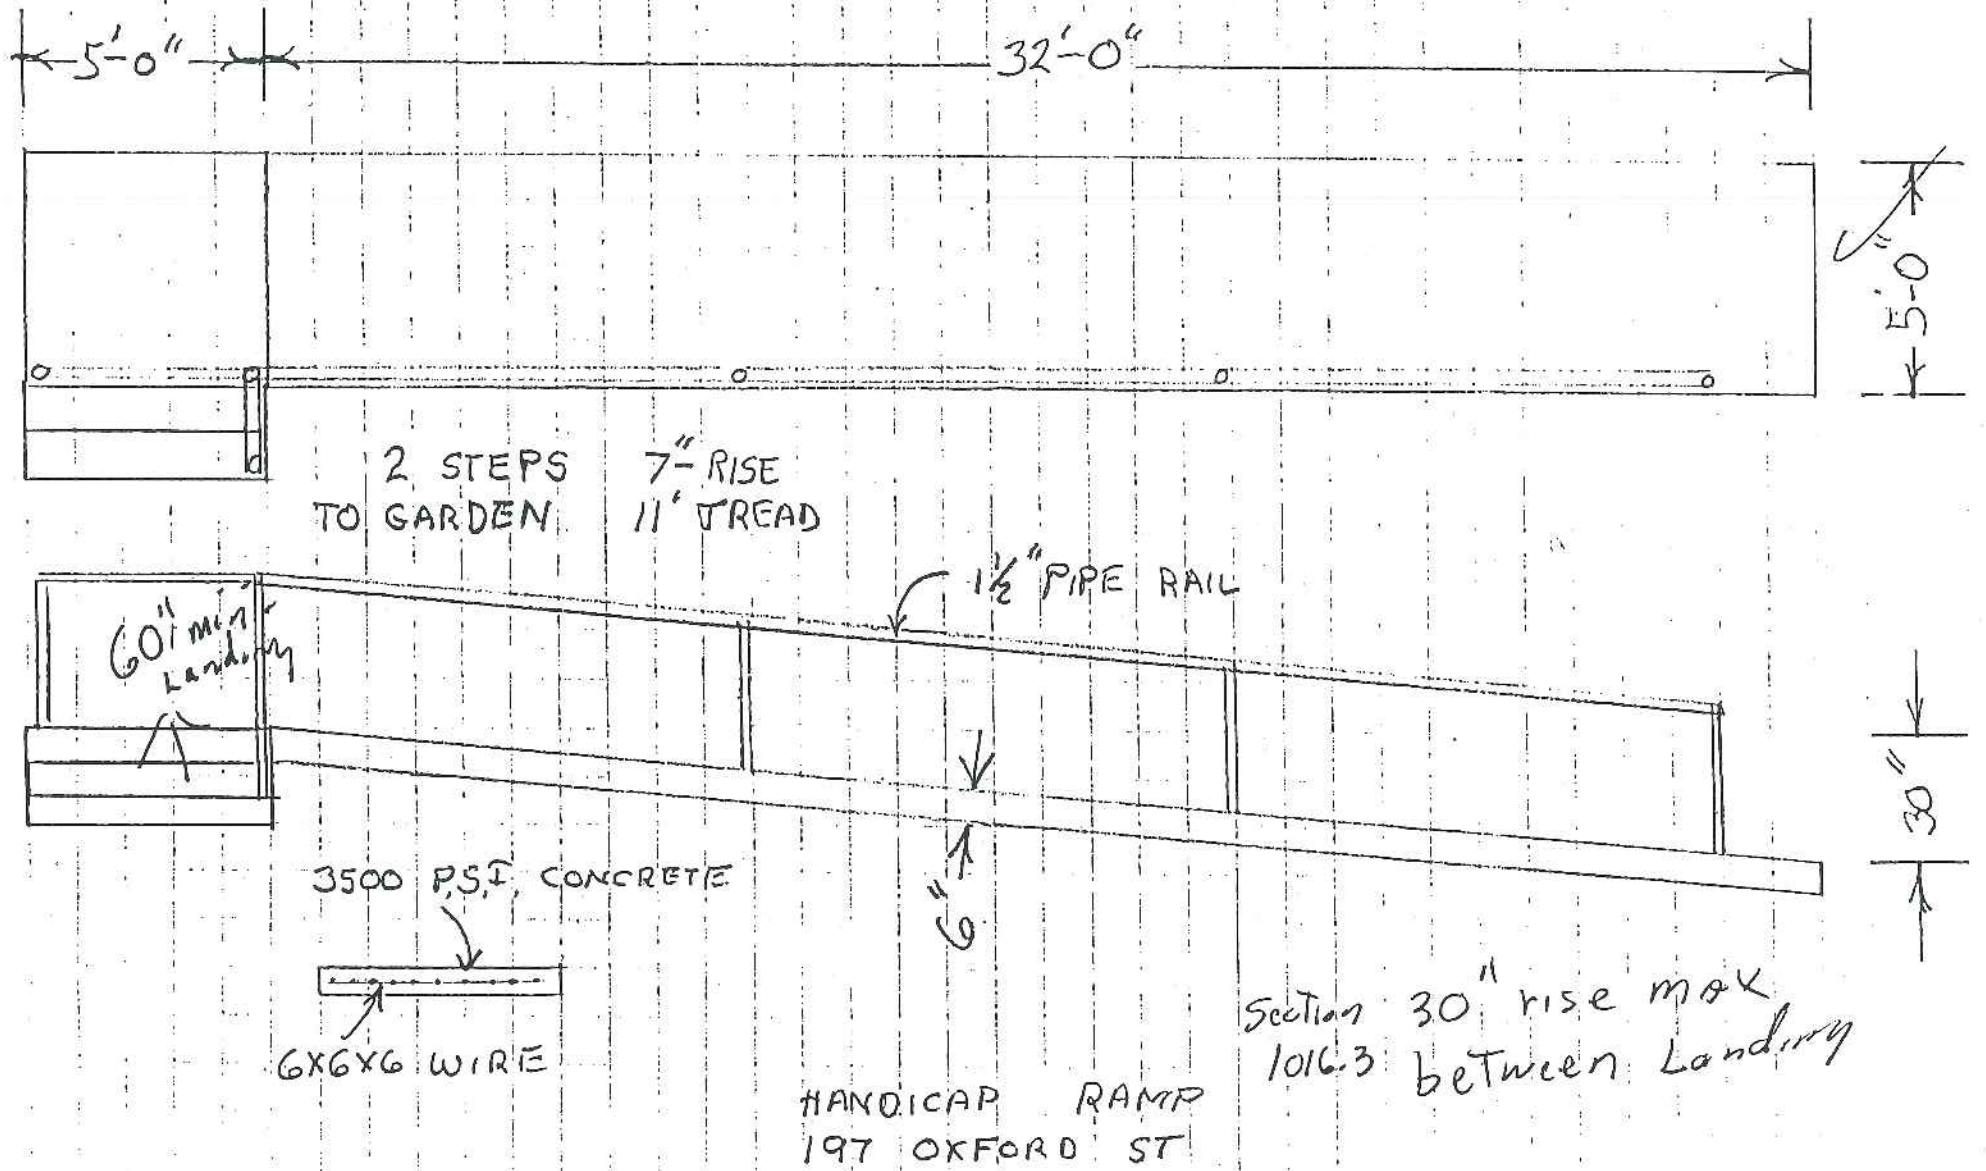 5'-0"
32'-0"
5'-0"
2 STEPS 7"-RISE
TO GARDEN 11' TREAD
1½" PIPE RAIL
60" min
Landing
30"
3500 P.S.I. CONCRETE
6"
6X6X6 WIRE
Section 30" rise max
1016.3 between Landing
HANDICAP RAMP
197 OXFORD ST